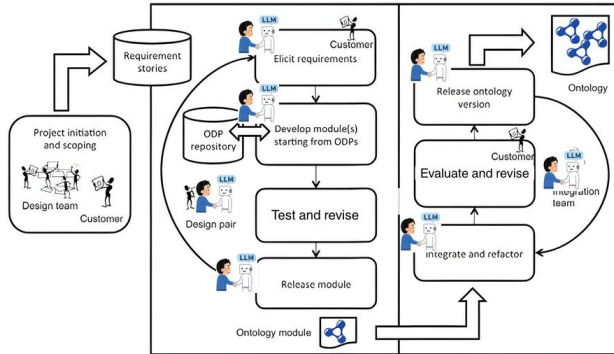 Requirement
stories
Project initiation
and scoping
Design team
Customer
LLM
Customer
Elicit requirements
LLM
ODP
repository
Develop module(s)
starting from ODPs
LLM
Design pair
Test and revise
LLM
Release module
Ontology module
LLM
Release ontology
version
Ontology
Customer
Evaluate and revise
LLM
Integration
team
LLM
Integrate and refactor